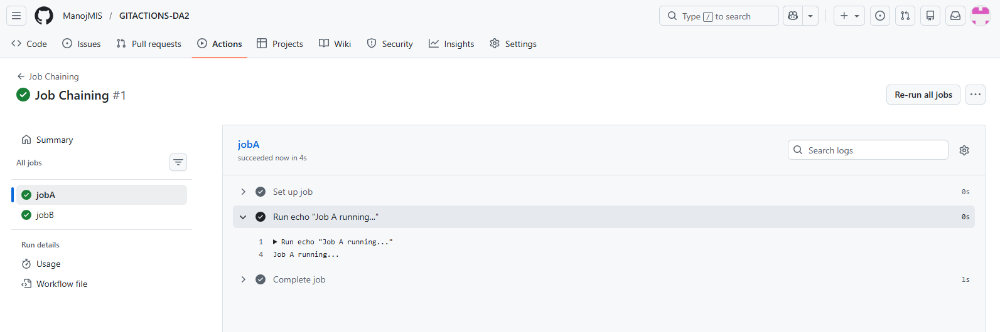 ManojMIS / GITACTIONS-DA2
Type / to search
Code Issues Pull requests Actions Projects Wiki Security Insights Settings
Job Chaining
Job Chaining #1
Re-run all jobs
Summary
All jobs
jobA
jobB
Run details
Usage
Workflow file
jobA
succeeded now in 4s
Search logs
Set up job 0s
Run echo "Job A running..." 0s
1 Run echo "Job A running..."
4 Job A running...
Complete job 1s